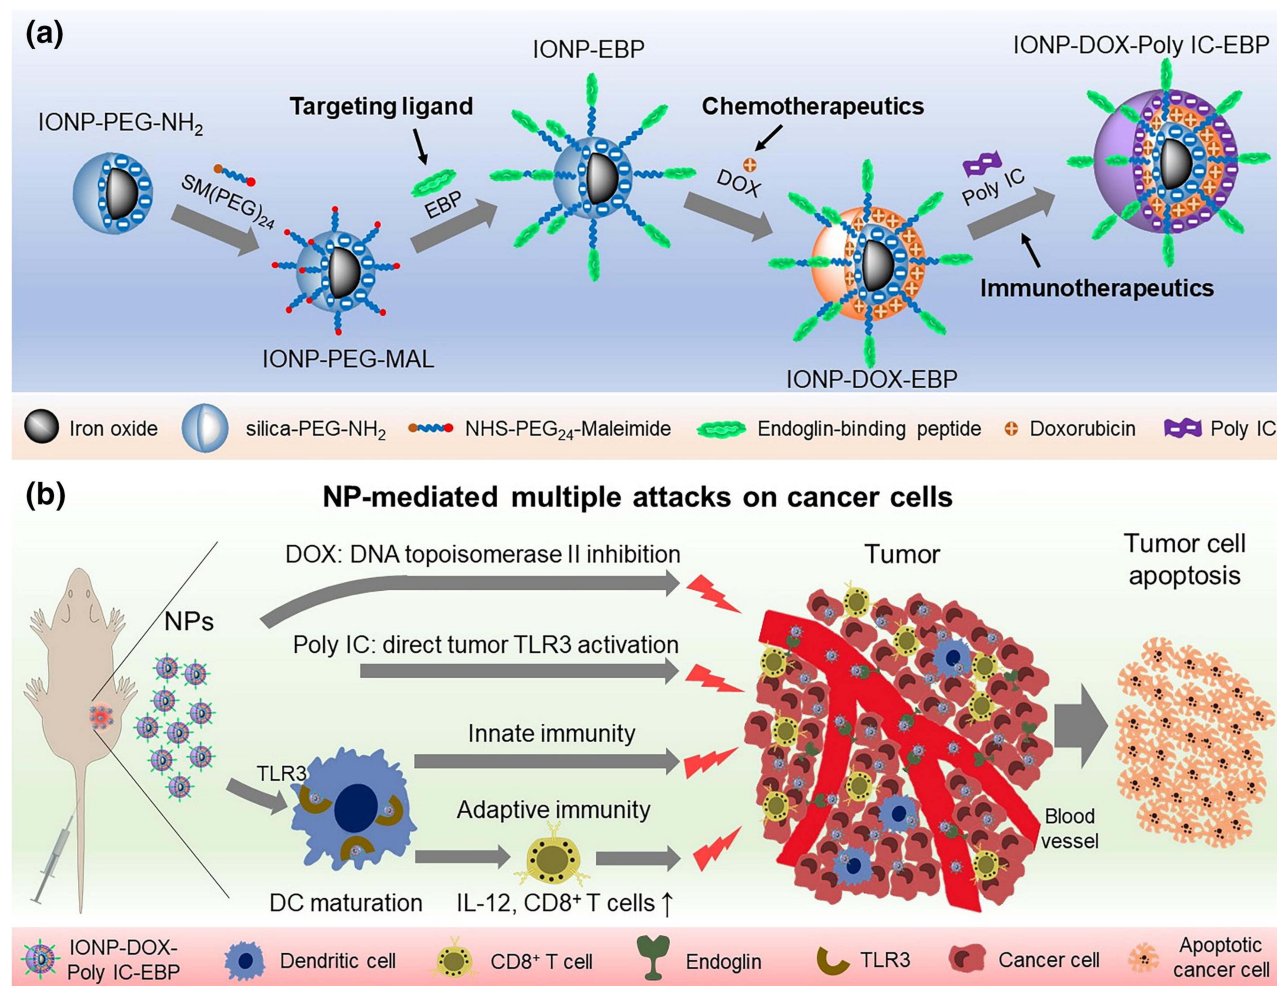 (a)
IONP-PEG-NH₂
SM(PEG)₂₄
IONP-PEG-MAL
Targeting ligand
EBP
IONP-EBP
Chemotherapeutics
DOX
IONP-DOX-EBP
Poly IC
Immunotherapeutics
IONP-DOX-Poly IC-EBP
Iron oxide
silica-PEG-NH₂
NHS-PEG₂₄-Maleimide
Endoglin-binding peptide
Doxorubicin
Poly IC
(b)
NP-mediated multiple attacks on cancer cells
NPs
DOX: DNA topoisomerase II inhibition
Poly IC: direct tumor TLR3 activation
Innate immunity
TLR3
DC maturation
Adaptive immunity
IL-12, CD8⁺ T cells ↑
Tumor
Blood
vessel
Tumor cell
apoptosis
IONP-DOX-
Poly IC-EBP
Dendritic cell
CD8⁺ T cell
Endoglin
TLR3
Cancer cell
Apoptotic
cancer cell